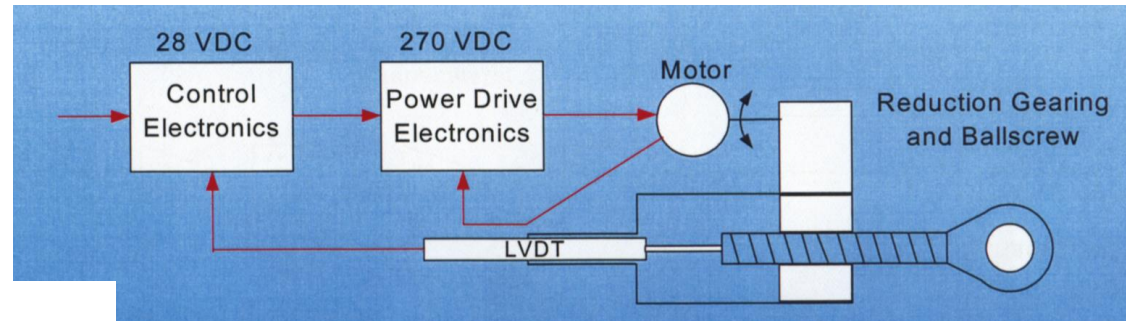 28 VDC
270 VDC
Control
Electronics
Power Drive
Electronics
Motor
Reduction Gearing
and Ballscrew
LVDT